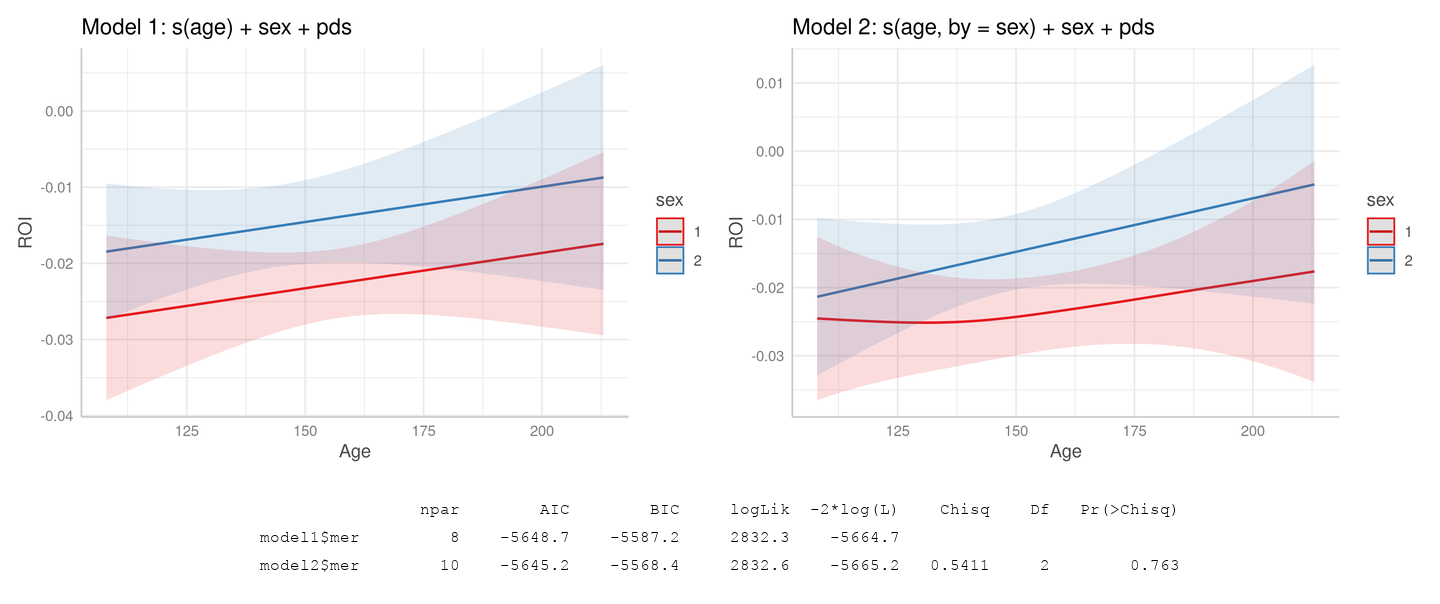 Model 1: s(age) + sex + pds
0.00
-0.01
-0.02
-0.03
-0.04
ROI
125 150 175 200
Age
sex
1
2
Model 2: s(age, by = sex) + sex + pds
0.01
0.00
-0.01
-0.02
-0.03
ROI
125 150 175 200
Age
sex
1
2
npar AIC BIC logLik -2*log(L) Chisq Df Pr(>Chisq)
model1$mer 8 -5648.7 -5587.2 2832.3 -5664.7
model2$mer 10 -5645.2 -5568.4 2832.6 -5665.2 0.5411 2 0.763